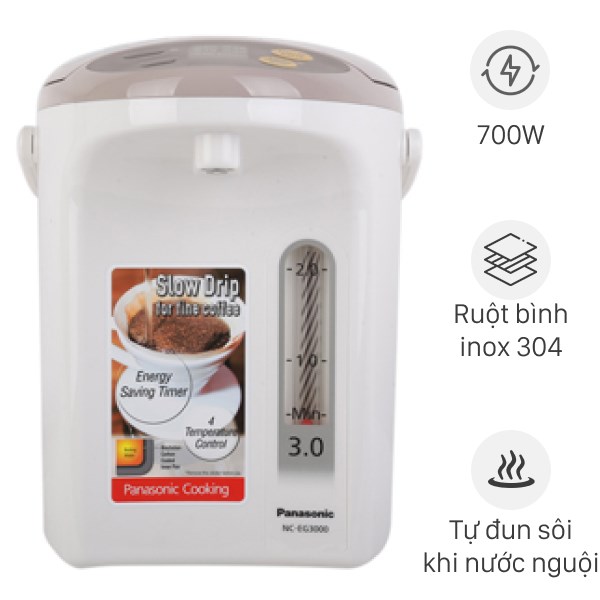 700W
Ruột bình
inox 304
Tự đun sôi
khi nước nguội
Slow Drip
for fine coffee
Energy
Saving Timer
4
Temperature
Control
Panasonic Cooking
2.0
1.0
Min
3.0
Panasonic
NC-EG3000